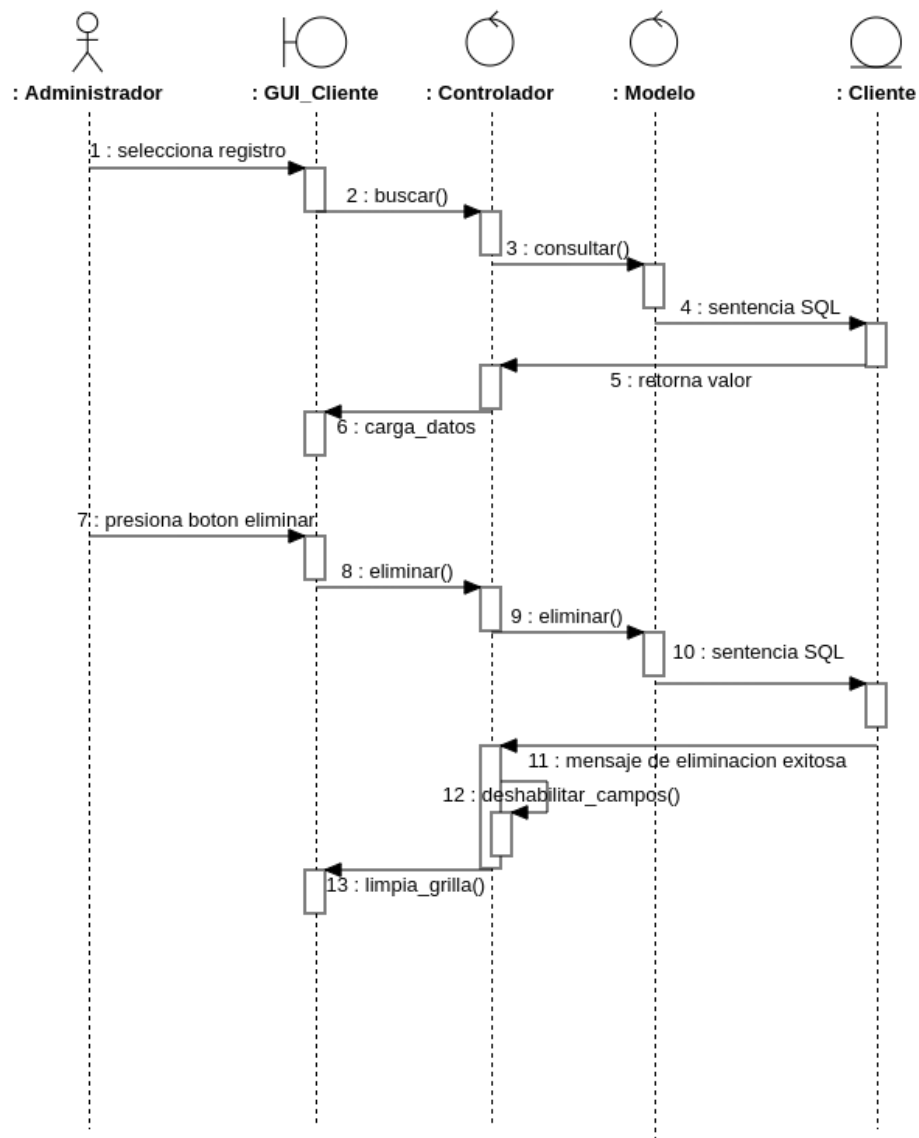 : Administrador
: GUI_Cliente
: Controlador
: Modelo
: Cliente
1 : selecciona registro
2 : buscar()
3 : consultar()
4 : sentencia SQL
5 : retorna valor
6 : carga_datos
7 : presiona boton eliminar
8 : eliminar()
9 : eliminar()
10 : sentencia SQL
11 : mensaje de eliminacion exitosa
12 : deshabilitar_campos()
13 : limpia_grilla()